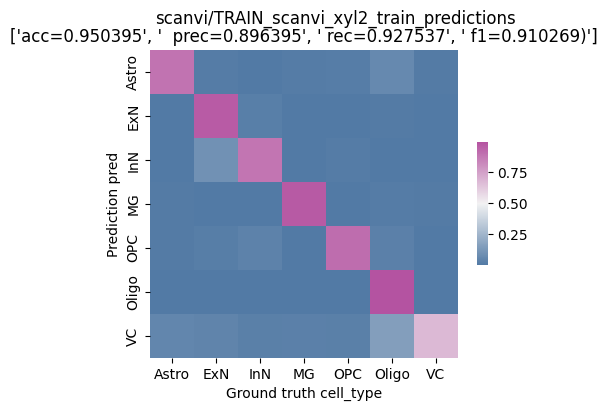 scanvi/TRAIN_scanvi_xyl2_train_predictions
['acc=0.950395', '  prec=0.896395', ' rec=0.927537', ' f1=0.910269)']
Astro
ExN
InN
MG
OPC
Oligo
VC
Prediction pred
Astro ExN InN MG OPC Oligo VC
Ground truth cell_type
0.75
0.50
0.25